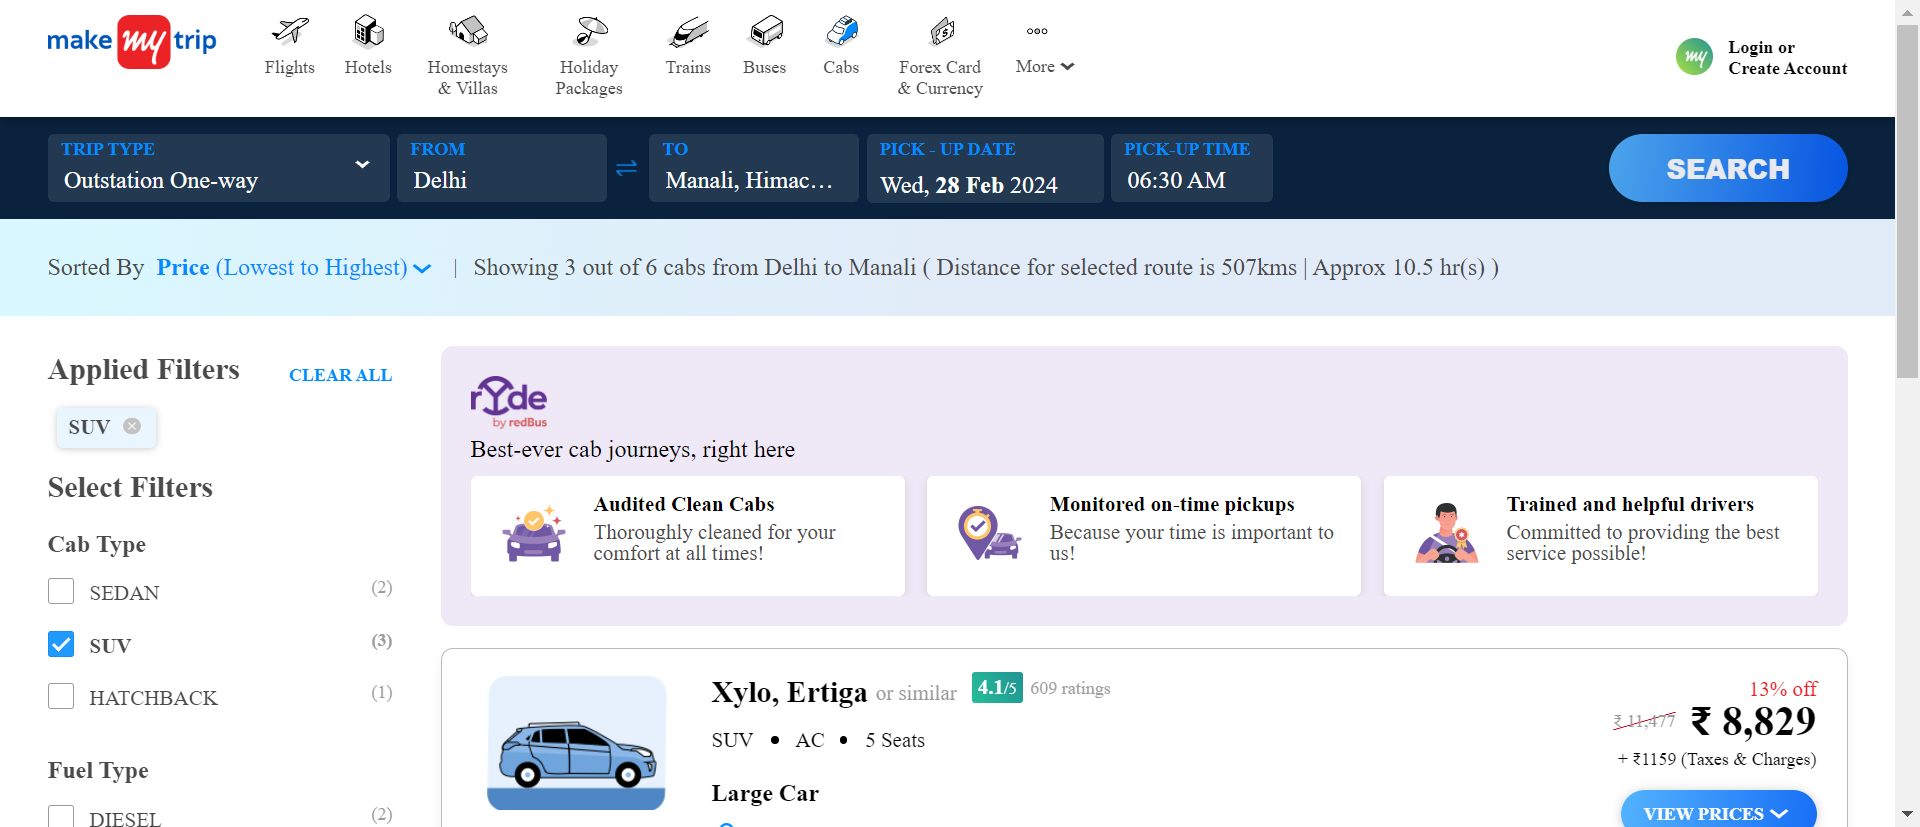 make my trip
Flights
Hotels
Homestays
& Villas
Holiday
Packages
Trains
Buses
Cabs
Forex Card
& Currency
More
my
Login or
Create Account
TRIP TYPE
Outstation One-way
FROM
Delhi
TO
Manali, Himac...
PICK - UP DATE
Wed, 28 Feb 2024
PICK-UP TIME
06:30 AM
SEARCH
Sorted By Price (Lowest to Highest) | Showing 3 out of 6 cabs from Delhi to Manali ( Distance for selected route is 507kms | Approx 10.5 hr(s) )
Applied Filters
CLEAR ALL
SUV
Select Filters
Cab Type
SEDAN (2)
SUV (3)
HATCHBACK (1)
Fuel Type
DIESEL (2)
rYde
by redBus
Best-ever cab journeys, right here
Audited Clean Cabs
Thoroughly cleaned for your
comfort at all times!
Monitored on-time pickups
Because your time is important to
us!
Trained and helpful drivers
Committed to providing the best
service possible!
Xylo, Ertiga or similar 4.1/5 609 ratings
SUV • AC • 5 Seats
Large Car
13% off
₹ 11,477 ₹ 8,829
+ ₹1159 (Taxes & Charges)
VIEW PRICES